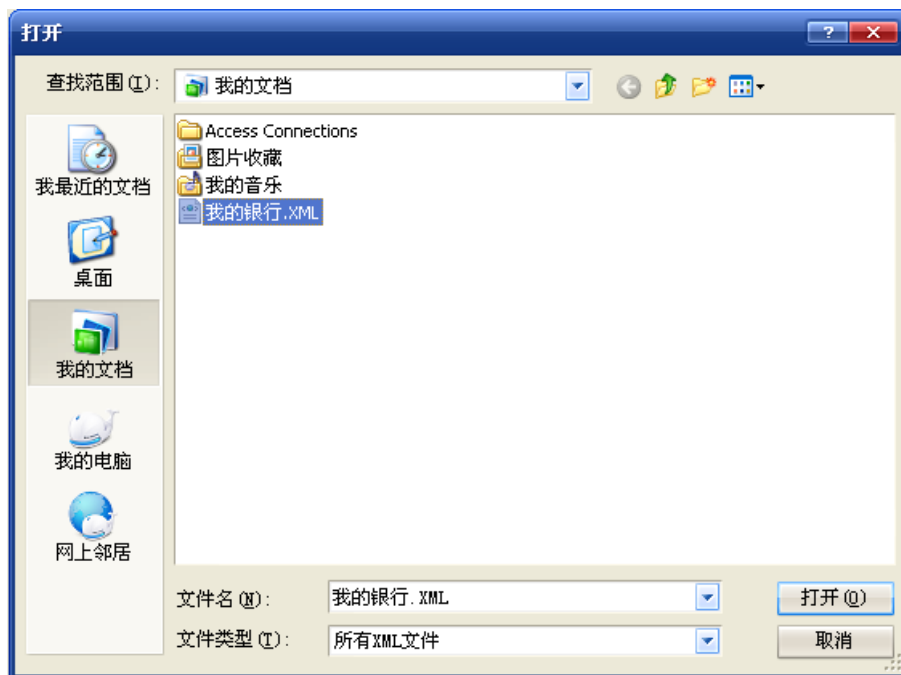 打开
查找范围(I):
我的文档
Access Connections
图片收藏
我的音乐
我的银行.XML
我最近的文档
桌面
我的文档
我的电脑
网上邻居
文件名(N):
我的银行.XML
打开(O)
文件类型(T):
所有XML文件
取消